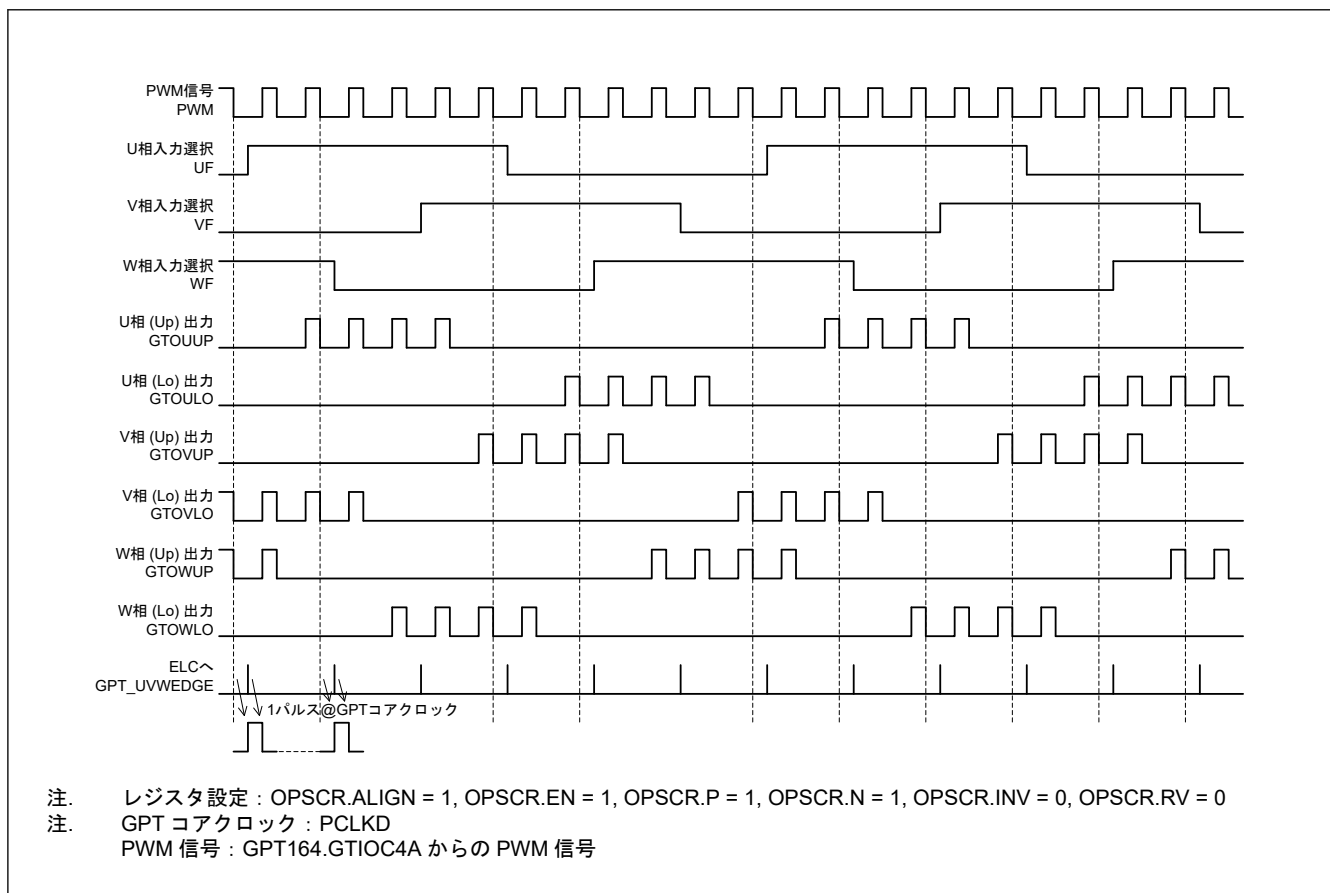 PWM信号
PWM
U相入力選択
UF
V相入力選択
VF
W相入力選択
WF
U相 (Up) 出力
GTOUUP
U相 (Lo) 出力
GTOULO
V相 (Up) 出力
GTOVUP
V相 (Lo) 出力
GTOVLO
W相 (Up) 出力
GTOWUP
W相 (Lo) 出力
GTOWLO
ELCへ
GPT_UVWEDGE
1パルス@GPTコアクロック
注. レジスタ設定：OPSCR.ALIGN = 1, OPSCR.EN = 1, OPSCR.P = 1, OPSCR.N = 1, OPSCR.INV = 0, OPSCR.RV = 0
注. GPT コアクロック：PCLKD
PWM 信号：GPT164.GTIOC4A からの PWM 信号